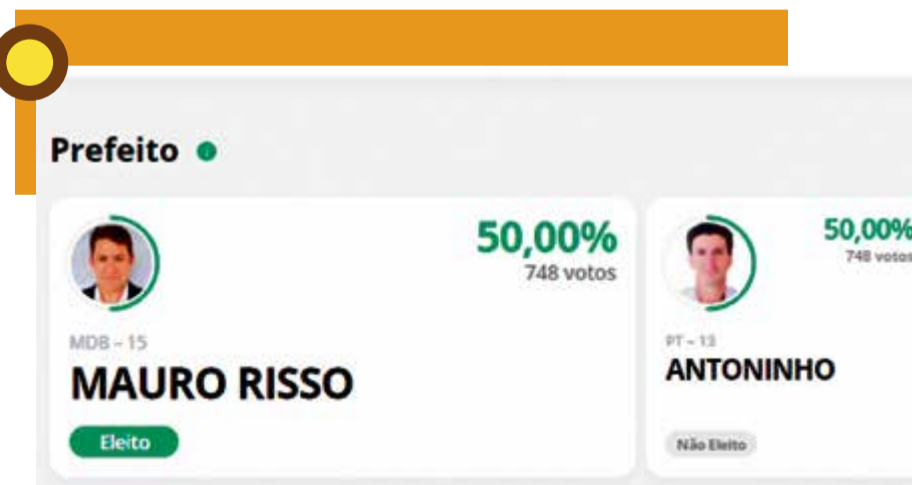 Prefeito
50,00%
748 votos
MDB – 15
MAURO RISSO
Eleito
50,00%
748 votos
PT – 13
ANTONINHO
Não Eleito